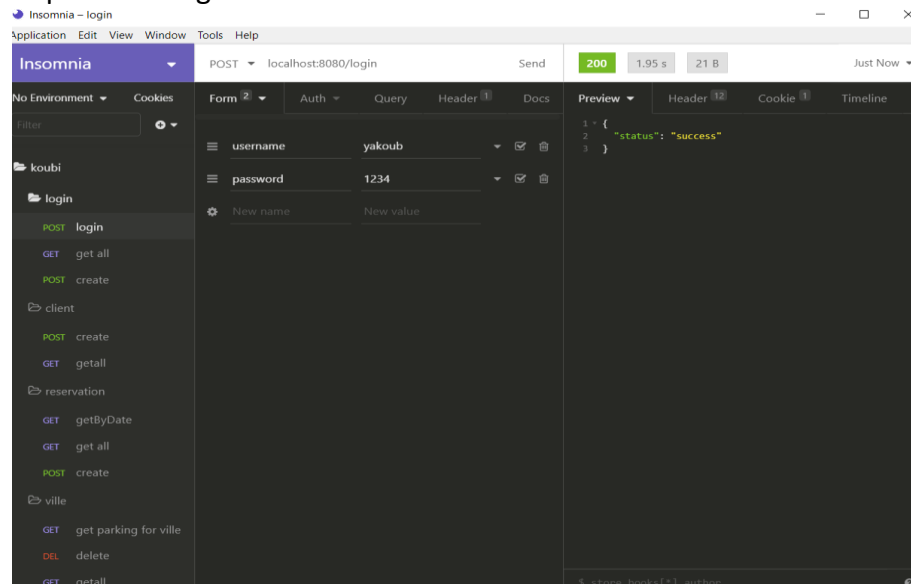 Insomnia – login
Application Edit View Window Tools Help
Insomnia
POST localhost:8080/login Send
200 1.95 s 21 B Just Now
No Environment Cookies
Form 2 Auth Query Header 1 Docs
Preview Header 12 Cookie 1 Timeline
Filter
1 {
2 "status": "success"
3 }
username yakoub
password 1234
New name New value
koubi
login
POST login
GET get all
POST create
client
POST create
GET getall
reservation
GET getByDate
GET get all
POST create
ville
GET get parking for ville
DEL delete
GET getall
$ store books[*] author